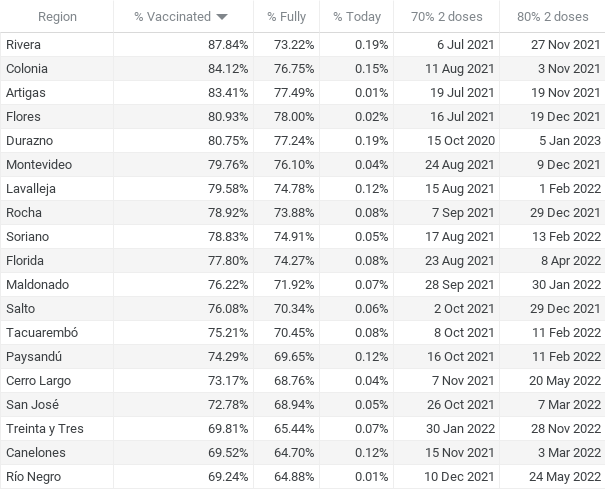 Region % Vaccinated % Fully % Today 70% 2 doses 80% 2 doses
Rivera 87.84% 73.22% 0.19% 6 Jul 2021 27 Nov 2021
Colonia 84.12% 76.75% 0.15% 11 Aug 2021 3 Nov 2021
Artigas 83.41% 77.49% 0.01% 19 Jul 2021 19 Nov 2021
Flores 80.93% 78.00% 0.02% 16 Jul 2021 19 Dec 2021
Durazno 80.75% 77.24% 0.19% 15 Oct 2020 5 Jan 2023
Montevideo 79.76% 76.10% 0.04% 24 Aug 2021 9 Dec 2021
Lavalleja 79.58% 74.78% 0.12% 15 Aug 2021 1 Feb 2022
Rocha 78.92% 73.88% 0.08% 7 Sep 2021 29 Dec 2021
Soriano 78.83% 74.91% 0.05% 17 Aug 2021 13 Feb 2022
Florida 77.80% 74.27% 0.08% 23 Aug 2021 8 Apr 2022
Maldonado 76.22% 71.92% 0.07% 28 Sep 2021 30 Jan 2022
Salto 76.08% 70.34% 0.06% 2 Oct 2021 29 Dec 2021
Tacuarembó 75.21% 70.45% 0.08% 8 Oct 2021 11 Feb 2022
Paysandú 74.29% 69.65% 0.12% 16 Oct 2021 11 Feb 2022
Cerro Largo 73.17% 68.76% 0.04% 7 Nov 2021 20 May 2022
San José 72.78% 68.94% 0.05% 26 Oct 2021 7 Mar 2022
Treinta y Tres 69.81% 65.44% 0.07% 30 Jan 2022 28 Nov 2022
Canelones 69.52% 64.70% 0.12% 15 Nov 2021 3 Mar 2022
Río Negro 69.24% 64.88% 0.01% 10 Dec 2021 24 May 2022